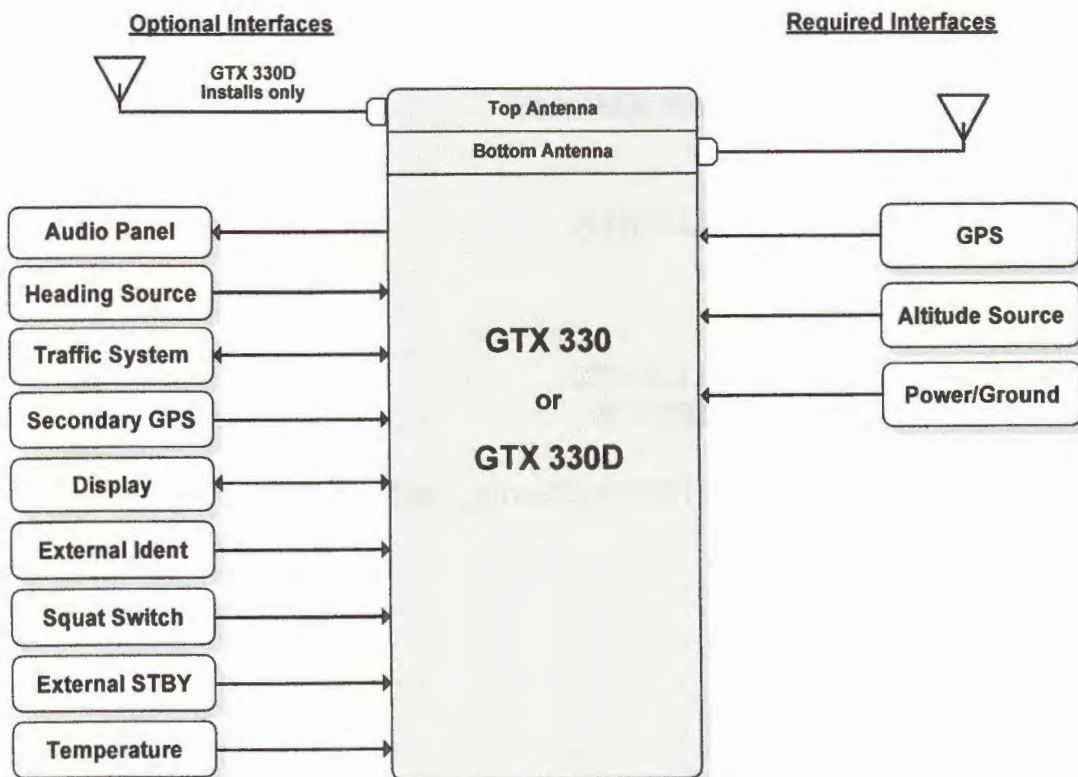 Optional Interfaces
Required Interfaces
GTX 330D
Installs only
Top Antenna
Bottom Antenna
Audio Panel
Heading Source
Traffic System
Secondary GPS
Display
External Ident
Squat Switch
External STBY
Temperature
GTX 330
or
GTX 330D
GPS
Altitude Source
Power/Ground